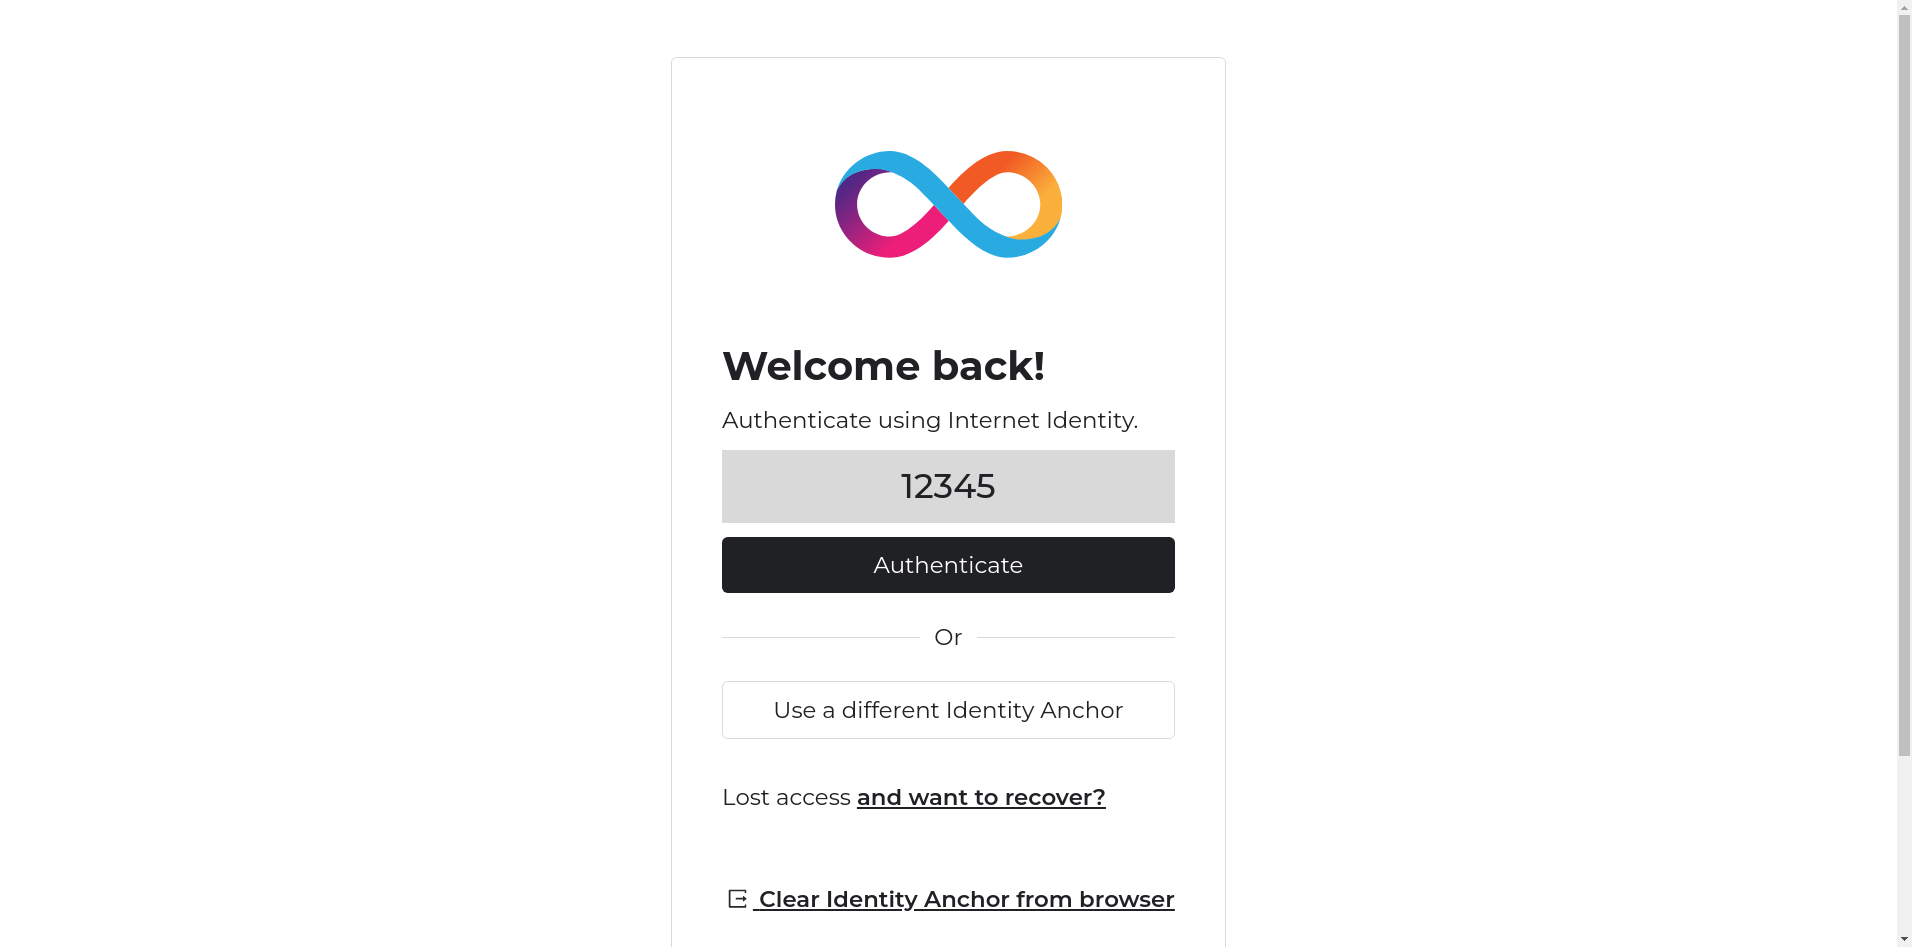 Welcome back!
Authenticate using Internet Identity.
12345
Authenticate
Or
Use a different Identity Anchor
Lost access and want to recover?
Clear Identity Anchor from browser